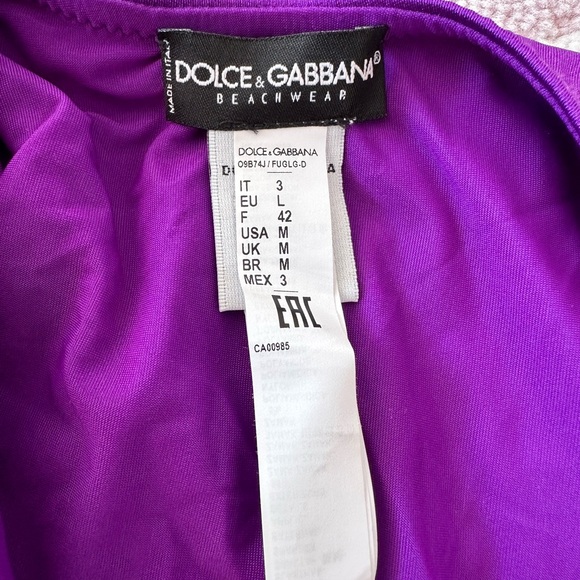 MADE IN ITALY
DOLCE & GABBANA®
BEACHWEAR
DOLCE & GABBANA
O9B74J / FUGLG-D
IT 3
EU L
F 42
USA M
UK M
BR M
MEX 3
EAC
CA00985